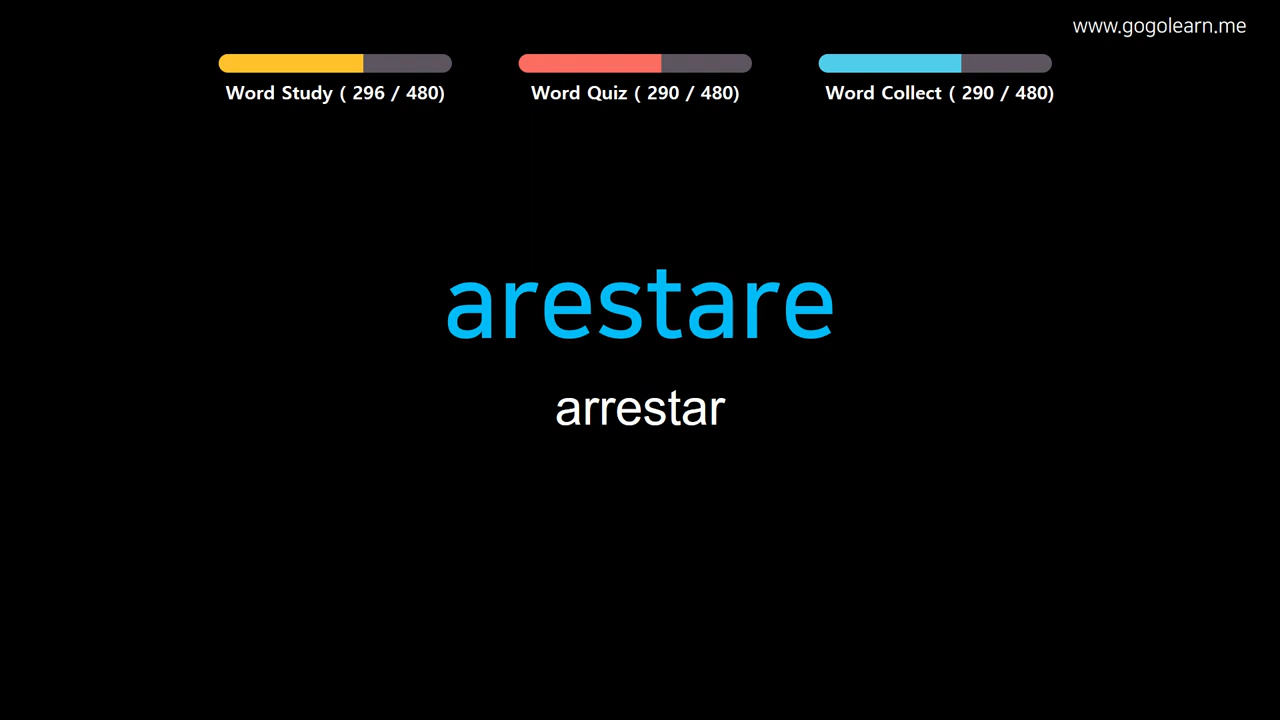 www.gogolearn.me
Word Study ( 296 / 480)
Word Quiz ( 290 / 480)
Word Collect ( 290 / 480)
arestare
arrestar